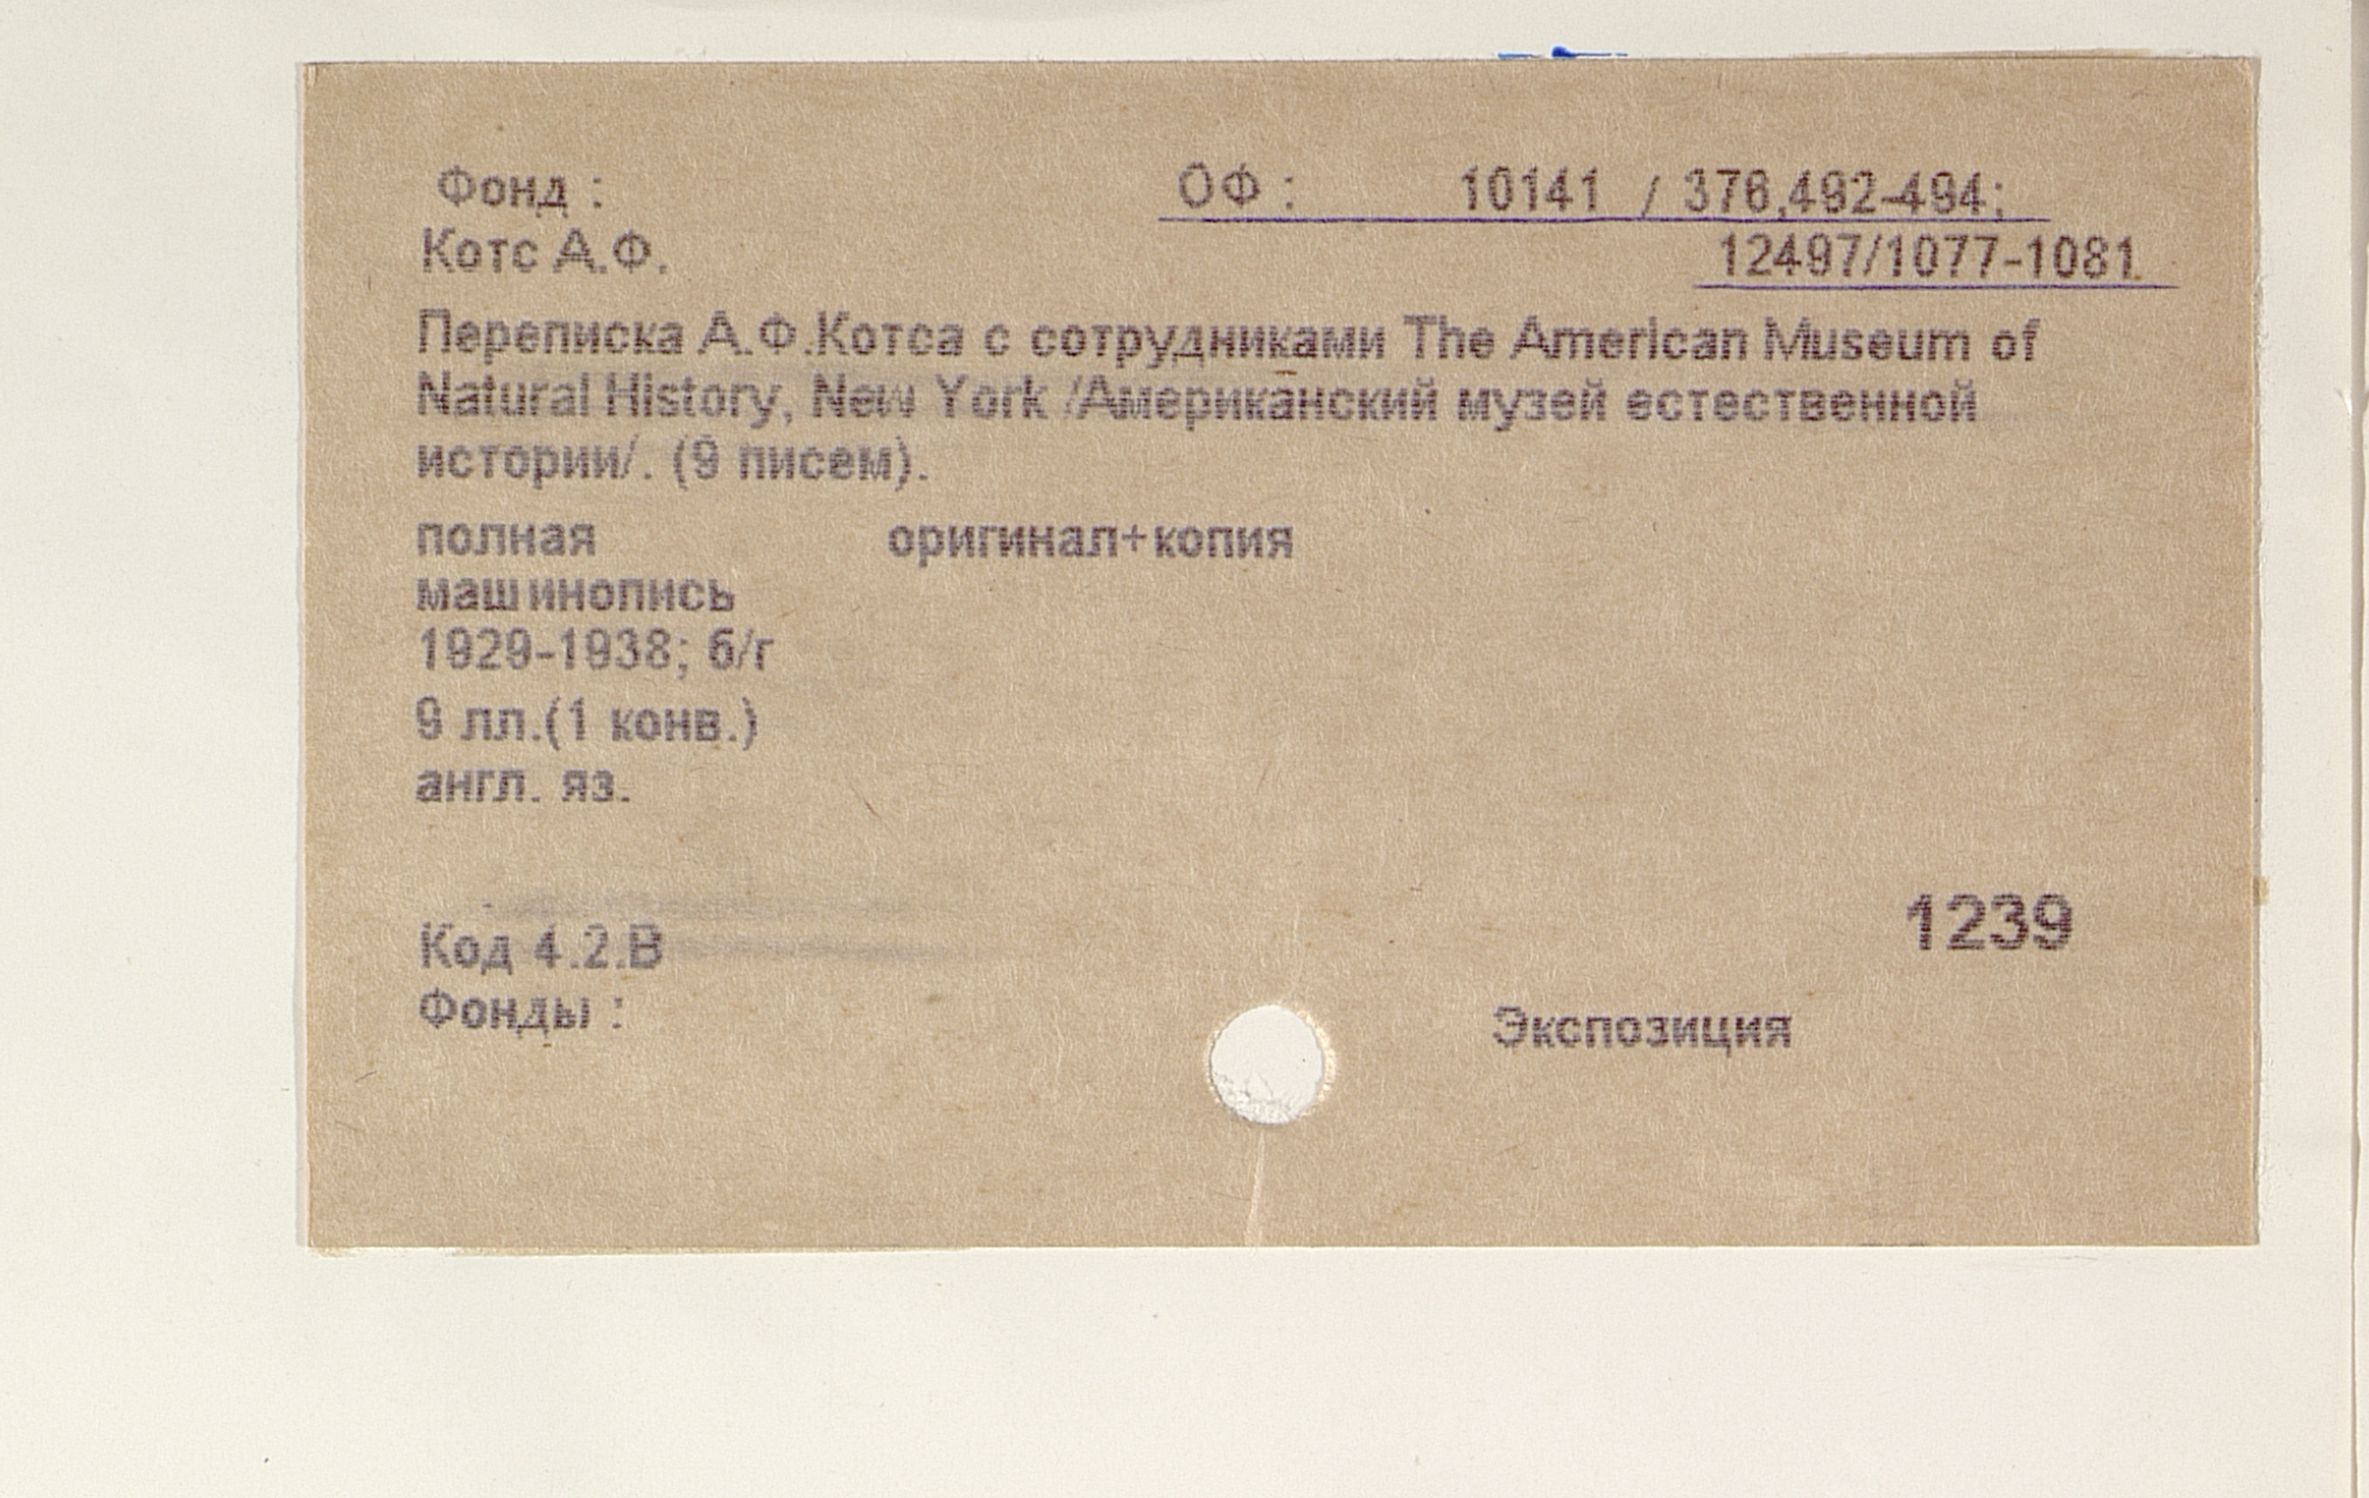 Фонд : ОФ : 10141 / 376,492-494;
Котс А.Ф. 12497/1077-1081.
Переписка А.Ф.Котса с сотрудниками The American Museum of
Natural History, New York /Американский музей естественной
истории/. (9 писем).
полная оригинал+копия
машинопись
1929-1938; б/г
9 лл.(1 конв.)
англ. яз.
1239
Код 4.2.В
Фонды : Экспозиция